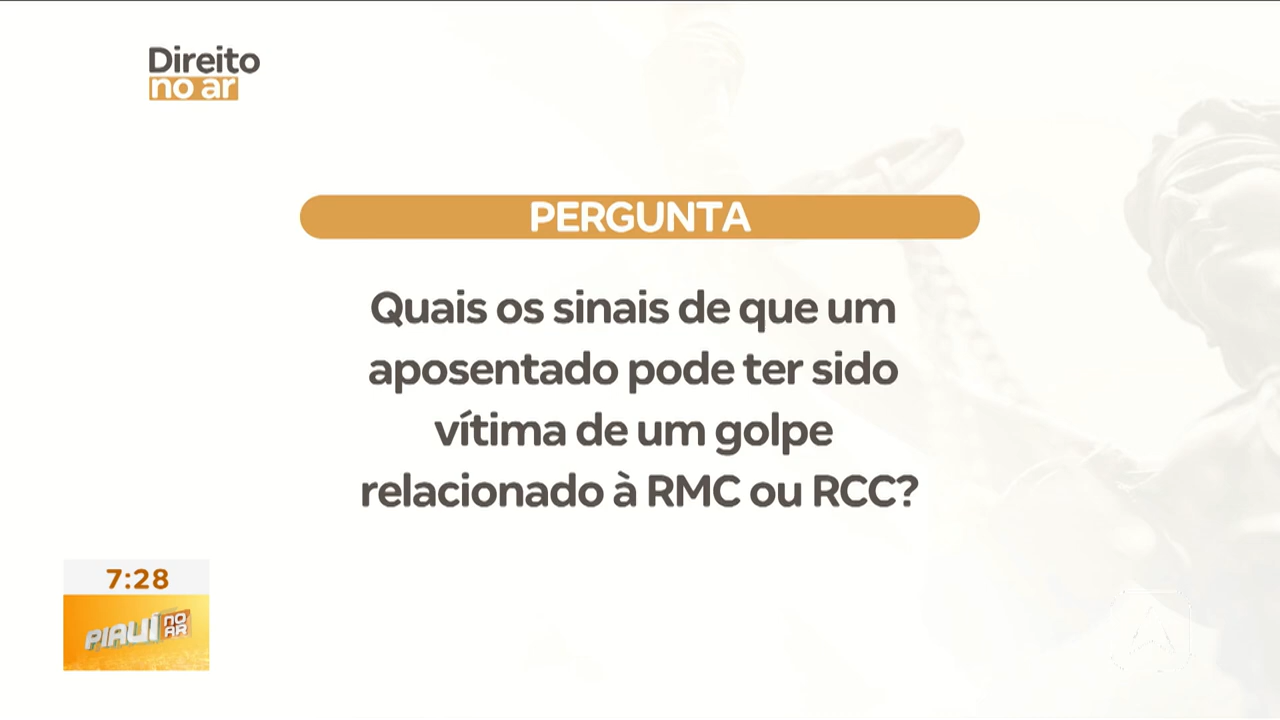 Direito
no ar
PERGUNTA
Quais os sinais de que um
aposentado pode ter sido
vítima de um golpe
relacionado à RMC ou RCC?
7:28
PIAUÍ NO AR